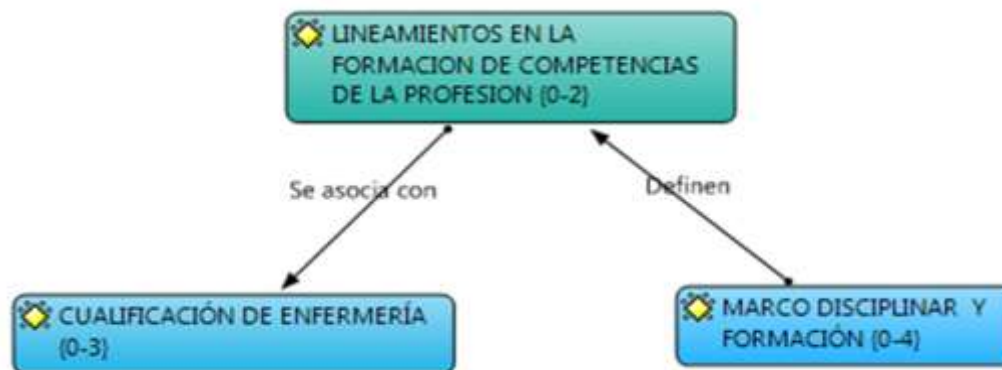 LINEAMIENTOS EN LA
FORMACION DE COMPETENCIAS
DE LA PROFESION {0-2}
Se asocia con
Definen
CUALIFICACIÓN DE ENFERMERÍA
{0-3}
MARCO DISCIPLINAR Y
FORMACIÓN {0-4}